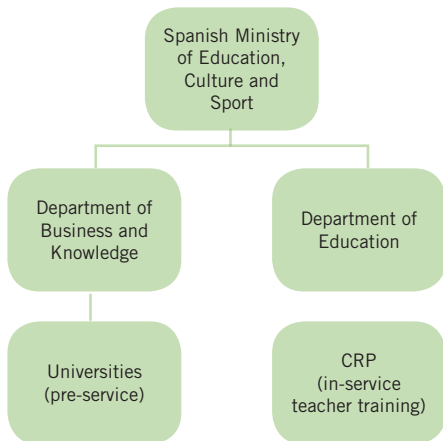 Spanish Ministry
of Education,
Culture and
Sport
Department of
Business and
Knowledge
Department of
Education
Universities
(pre-service)
CRP
(in-service
teacher training)